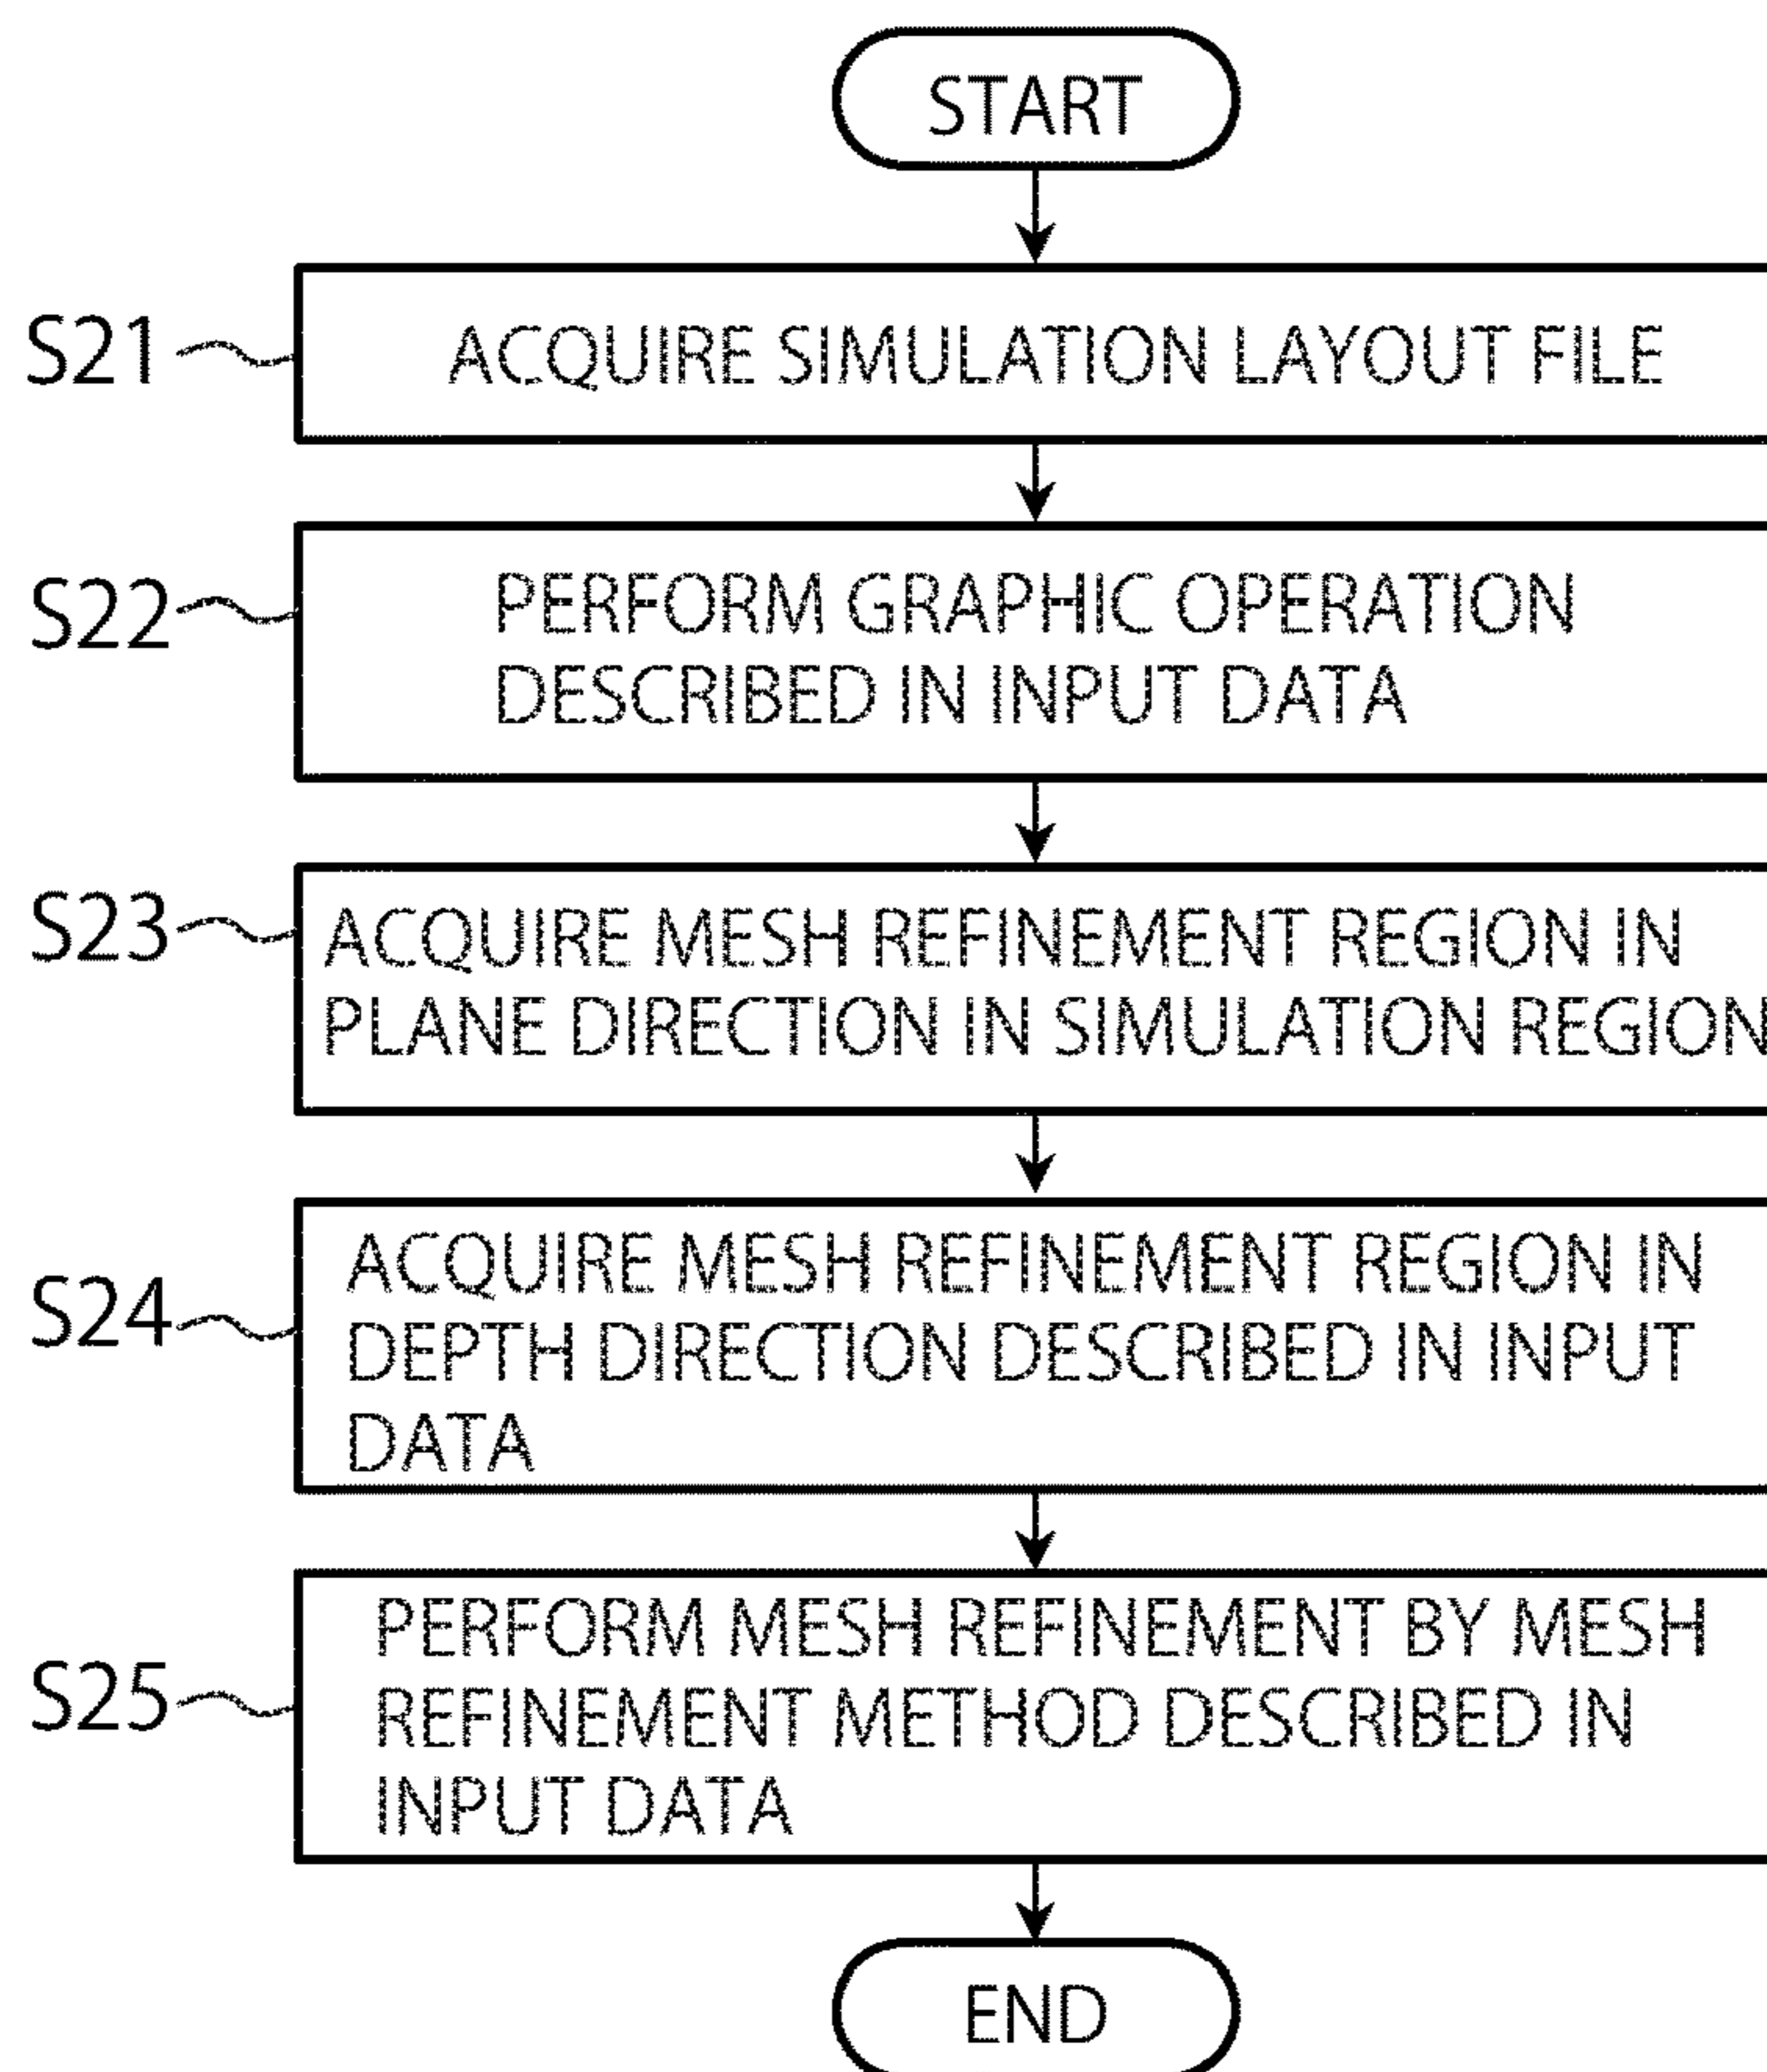 START
S21
ACQUIRE SIMULATION LAYOUT FILE
S22
PERFORM GRAPHIC OPERATION
DESCRIBED IN INPUT DATA
S23
ACQUIRE MESH REFINEMENT REGION IN
PLANE DIRECTION IN SIMULATION REGION
S24
ACQUIRE MESH REFINEMENT REGION IN
DEPTH DIRECTION DESCRIBED IN INPUT
DATA
S25
PERFORM MESH REFINEMENT BY MESH
REFINEMENT METHOD DESCRIBED IN
INPUT DATA
END